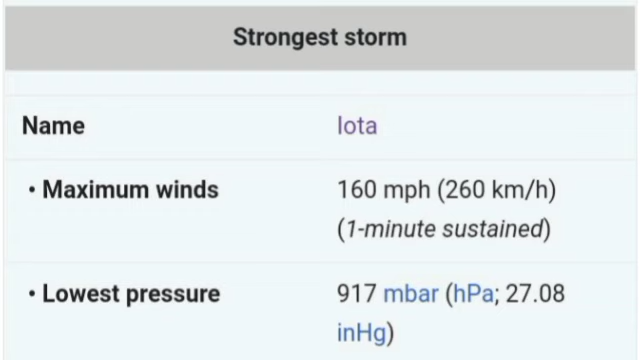 Strongest storm
Name Iota
• Maximum winds 160 mph (260 km/h)
(1-minute sustained)
• Lowest pressure 917 mbar (hPa; 27.08
inHg)